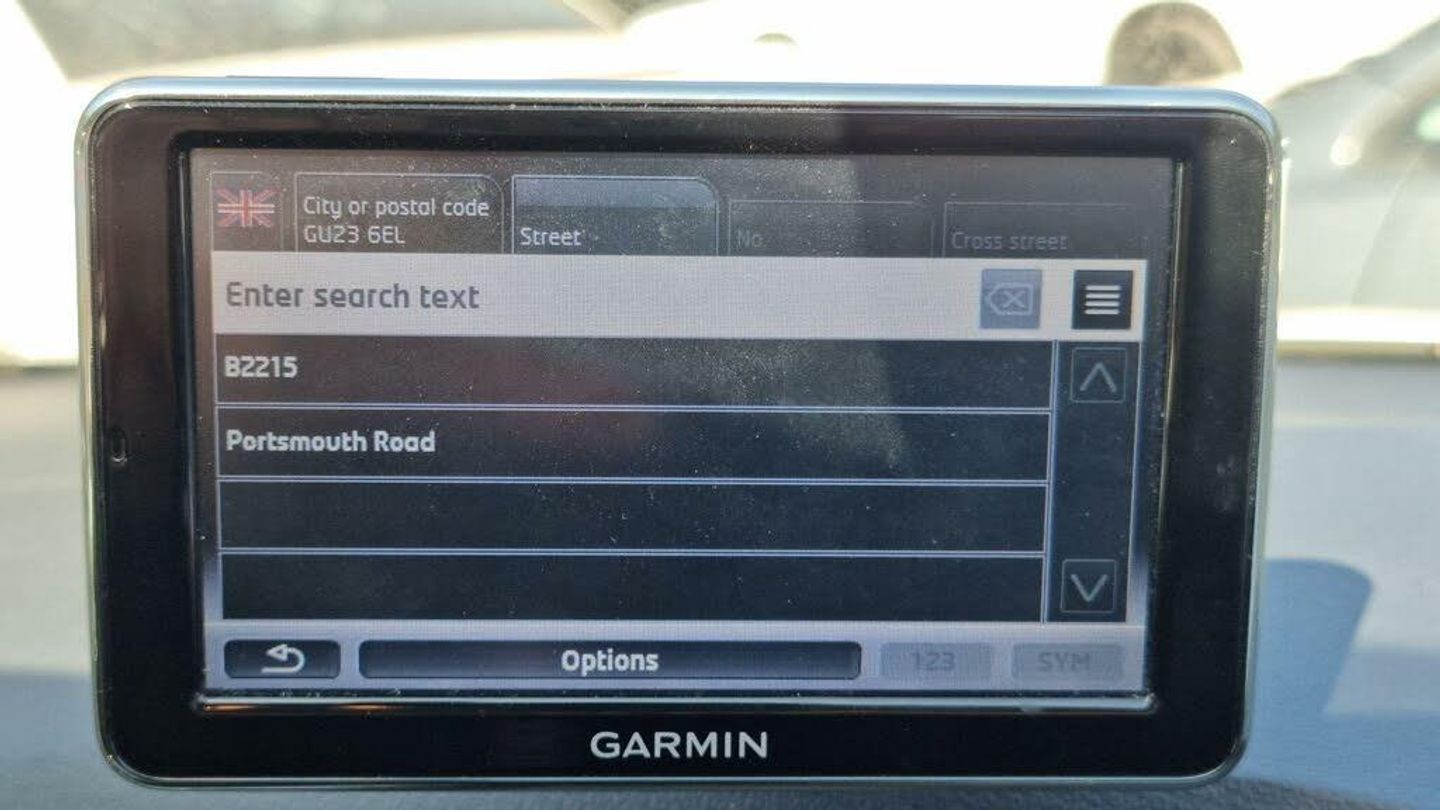 City or postal code
GU23 6EL
Street
No
Cross street
Enter search text
B2215
Portsmouth Road
Options
123
SYM
GARMIN